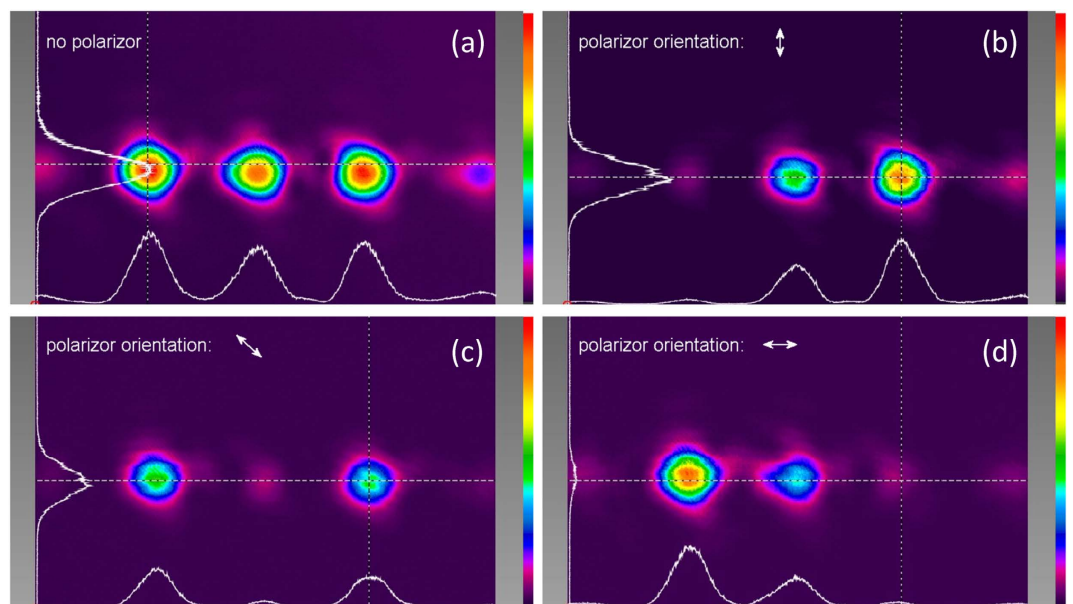 no polarizor
(a)
polarizor orientation:
(b)
polarizor orientation:
(c)
polarizor orientation:
(d)